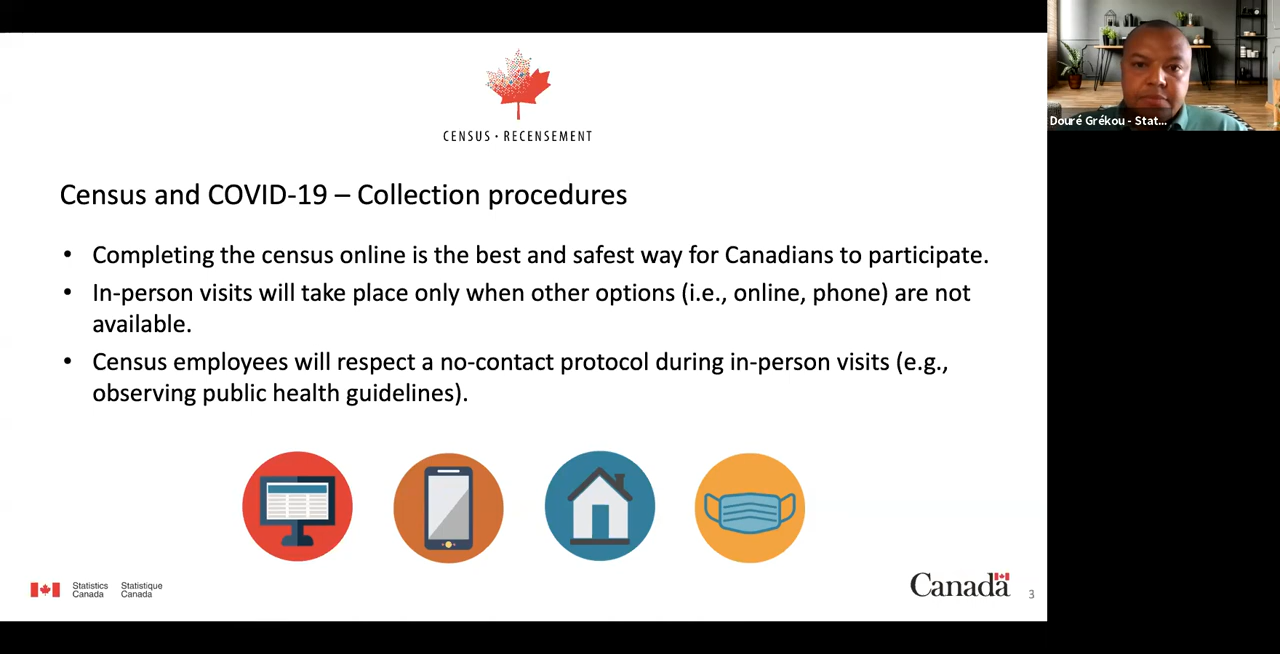 CENSUS • RECENSEMENT
Census and COVID-19 – Collection procedures
• Completing the census online is the best and safest way for Canadians to participate.
• In-person visits will take place only when other options (i.e., online, phone) are not
available.
• Census employees will respect a no-contact protocol during in-person visits (e.g.,
observing public health guidelines).
Statistics Statistique
Canada Canada
Canada
3
Douré Grékou - Stat...